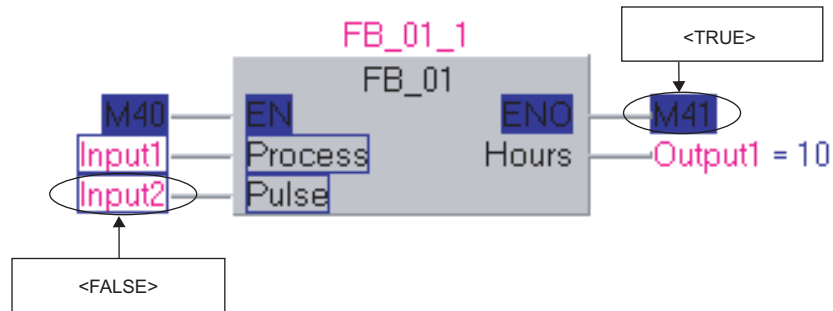 FB_01_1
<TRUE>
FB_01
M40 EN ENO M41
Input1 Process Hours Output1 = 10
Input2 Pulse
<FALSE>